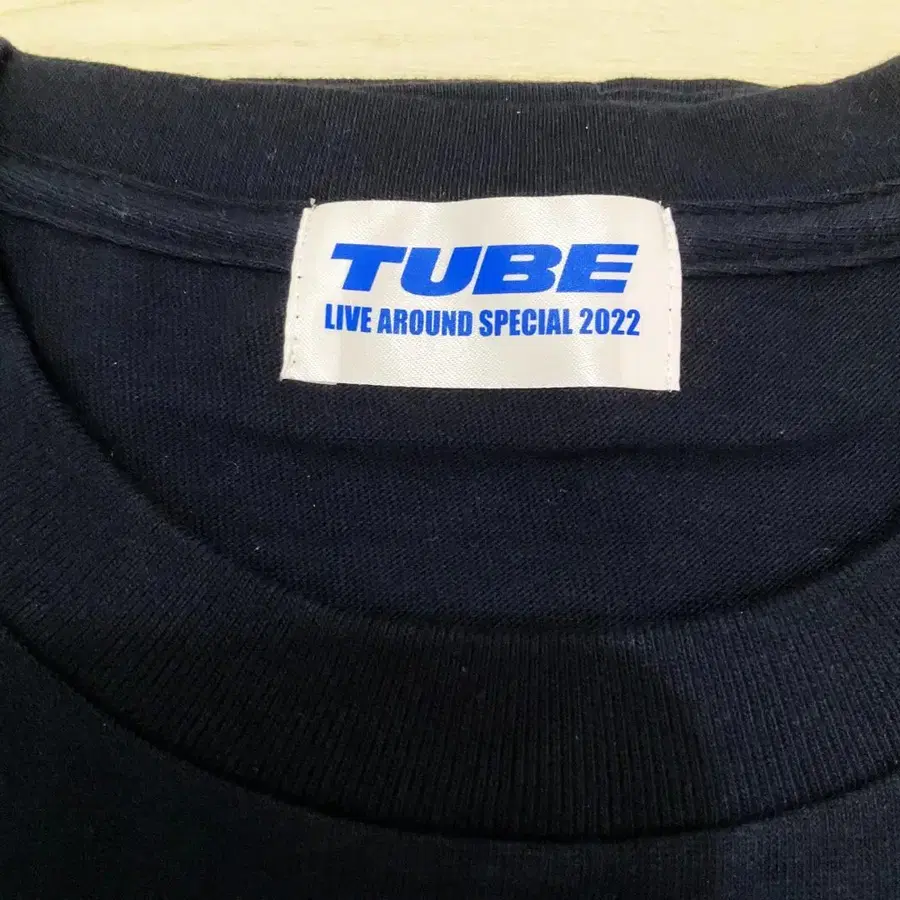 TUBE
LIVE AROUND SPECIAL 2022